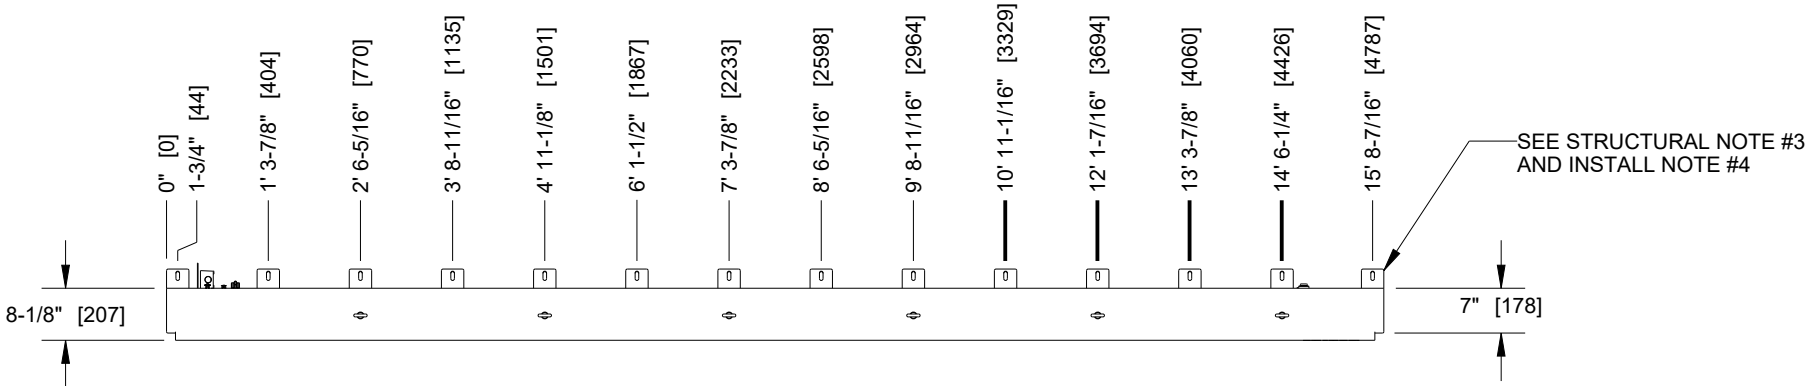 0" [0]
1-3/4" [44]
1' 3-7/8" [404]
2' 6-5/16" [770]
3' 8-11/16" [1135]
4' 11-1/8" [1501]
6' 1-1/2" [1867]
7' 3-7/8" [2233]
8' 6-5/16" [2598]
9' 8-11/16" [2964]
10' 11-1/16" [3329]
12' 1-7/16" [3694]
13' 3-7/8" [4060]
14' 6-1/4" [4426]
15' 8-7/16" [4787]
SEE STRUCTURAL NOTE #3
AND INSTALL NOTE #4
8-1/8" [207]
7" [178]